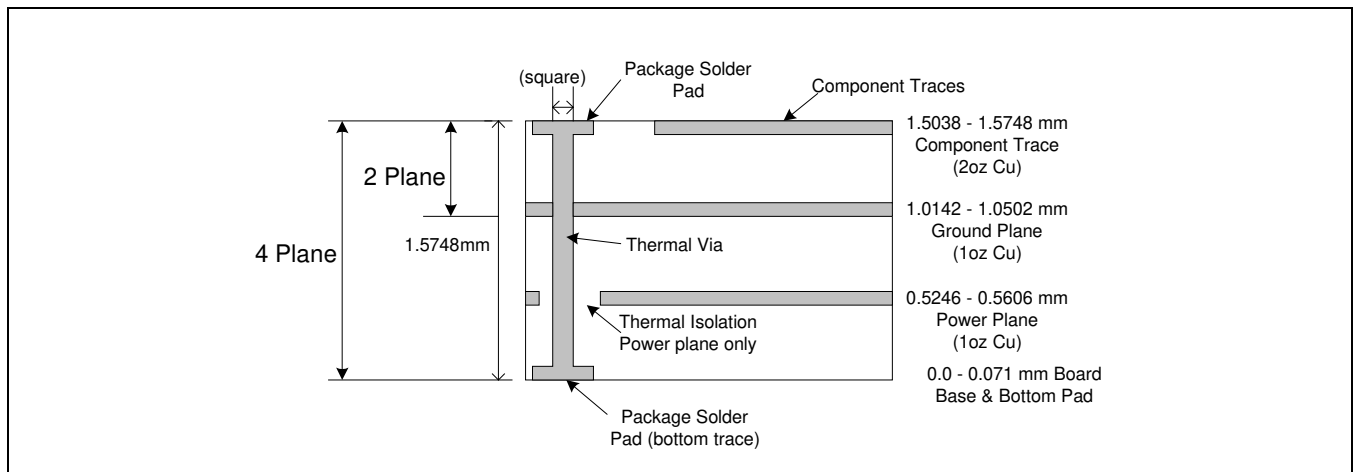 (square)
Package Solder
Pad
Component Traces
1.5038 - 1.5748 mm
Component Trace
(2oz Cu)
2 Plane
4 Plane
1.5748mm
Thermal Via
1.0142 - 1.0502 mm
Ground Plane
(1oz Cu)
0.5246 - 0.5606 mm
Power Plane
(1oz Cu)
Thermal Isolation
Power plane only
0.0 - 0.071 mm Board
Base & Bottom Pad
Package Solder
Pad (bottom trace)